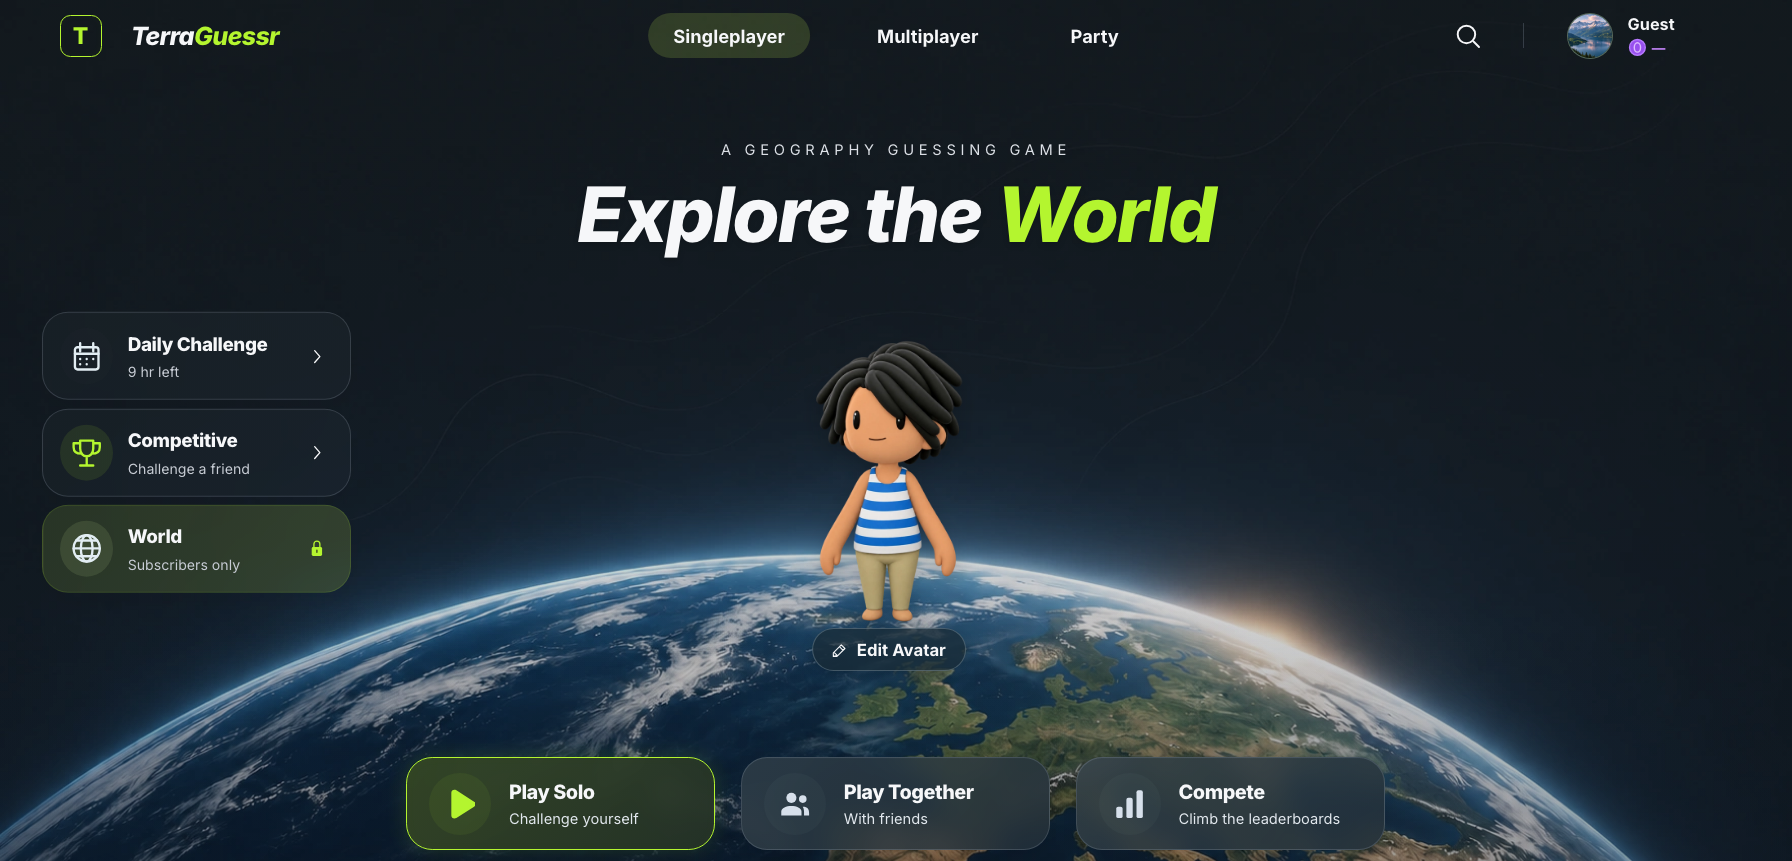 T
TerraGuessr
Singleplayer
Multiplayer
Party
Guest
0 —
A GEOGRAPHY GUESSING GAME
Explore the World
Daily Challenge
9 hr left
Competitive
Challenge a friend
World
Subscribers only
Edit Avatar
Play Solo
Challenge yourself
Play Together
With friends
Compete
Climb the leaderboards